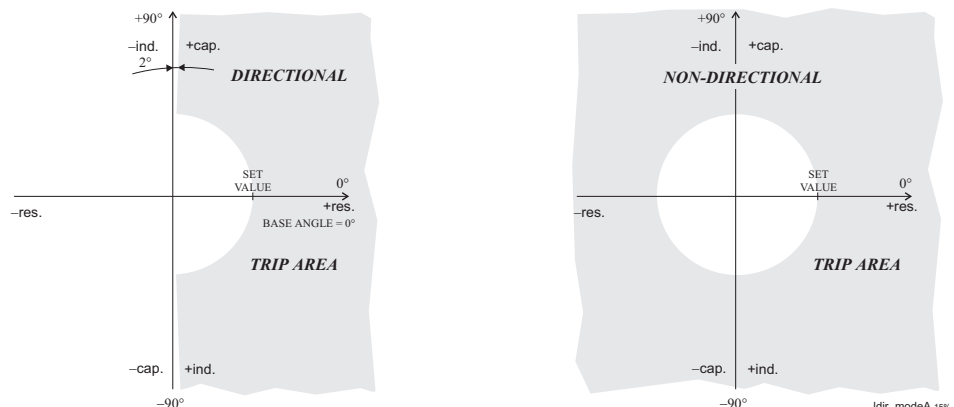 +90°
–ind.
+cap.
2°
DIRECTIONAL
SET
VALUE
0°
–res.
+res.
BASE ANGLE = 0°
TRIP AREA
–cap.
+ind.
–90°
+90°
–ind.
+cap.
NON-DIRECTIONAL
SET
VALUE
0°
–res.
+res.
TRIP AREA
–cap.
+ind.
–90°
Idir_modeA 15%